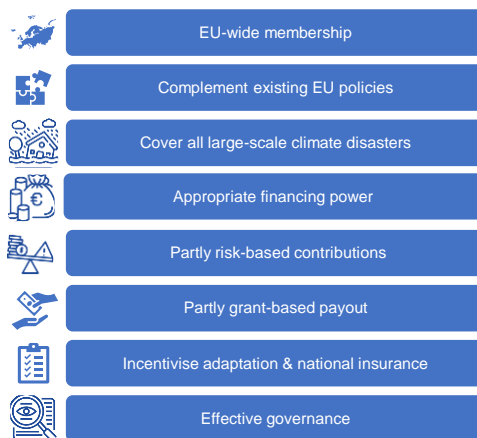 EU-wide membership
Complement existing EU policies
Cover all large-scale climate disasters
€
Appropriate financing power
Partly risk-based contributions
Partly grant-based payout
Incentivise adaptation & national insurance
Effective governance